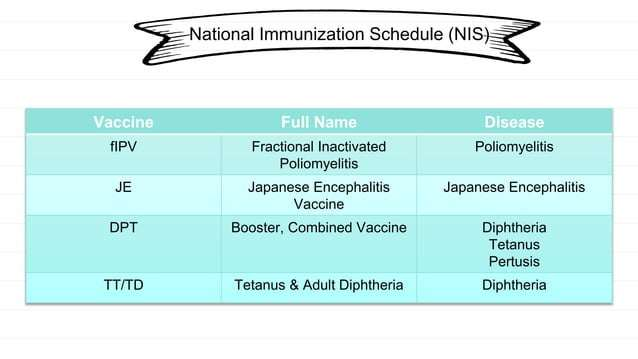 National Immunization Schedule (NIS)
Vaccine Full Name Disease
fIPV Fractional Inactivated Poliomyelitis
Poliomyelitis
JE Japanese Encephalitis Japanese Encephalitis
Vaccine
DPT Booster, Combined Vaccine Diphtheria
Tetanus
Pertusis
TT/TD Tetanus & Adult Diphtheria Diphtheria